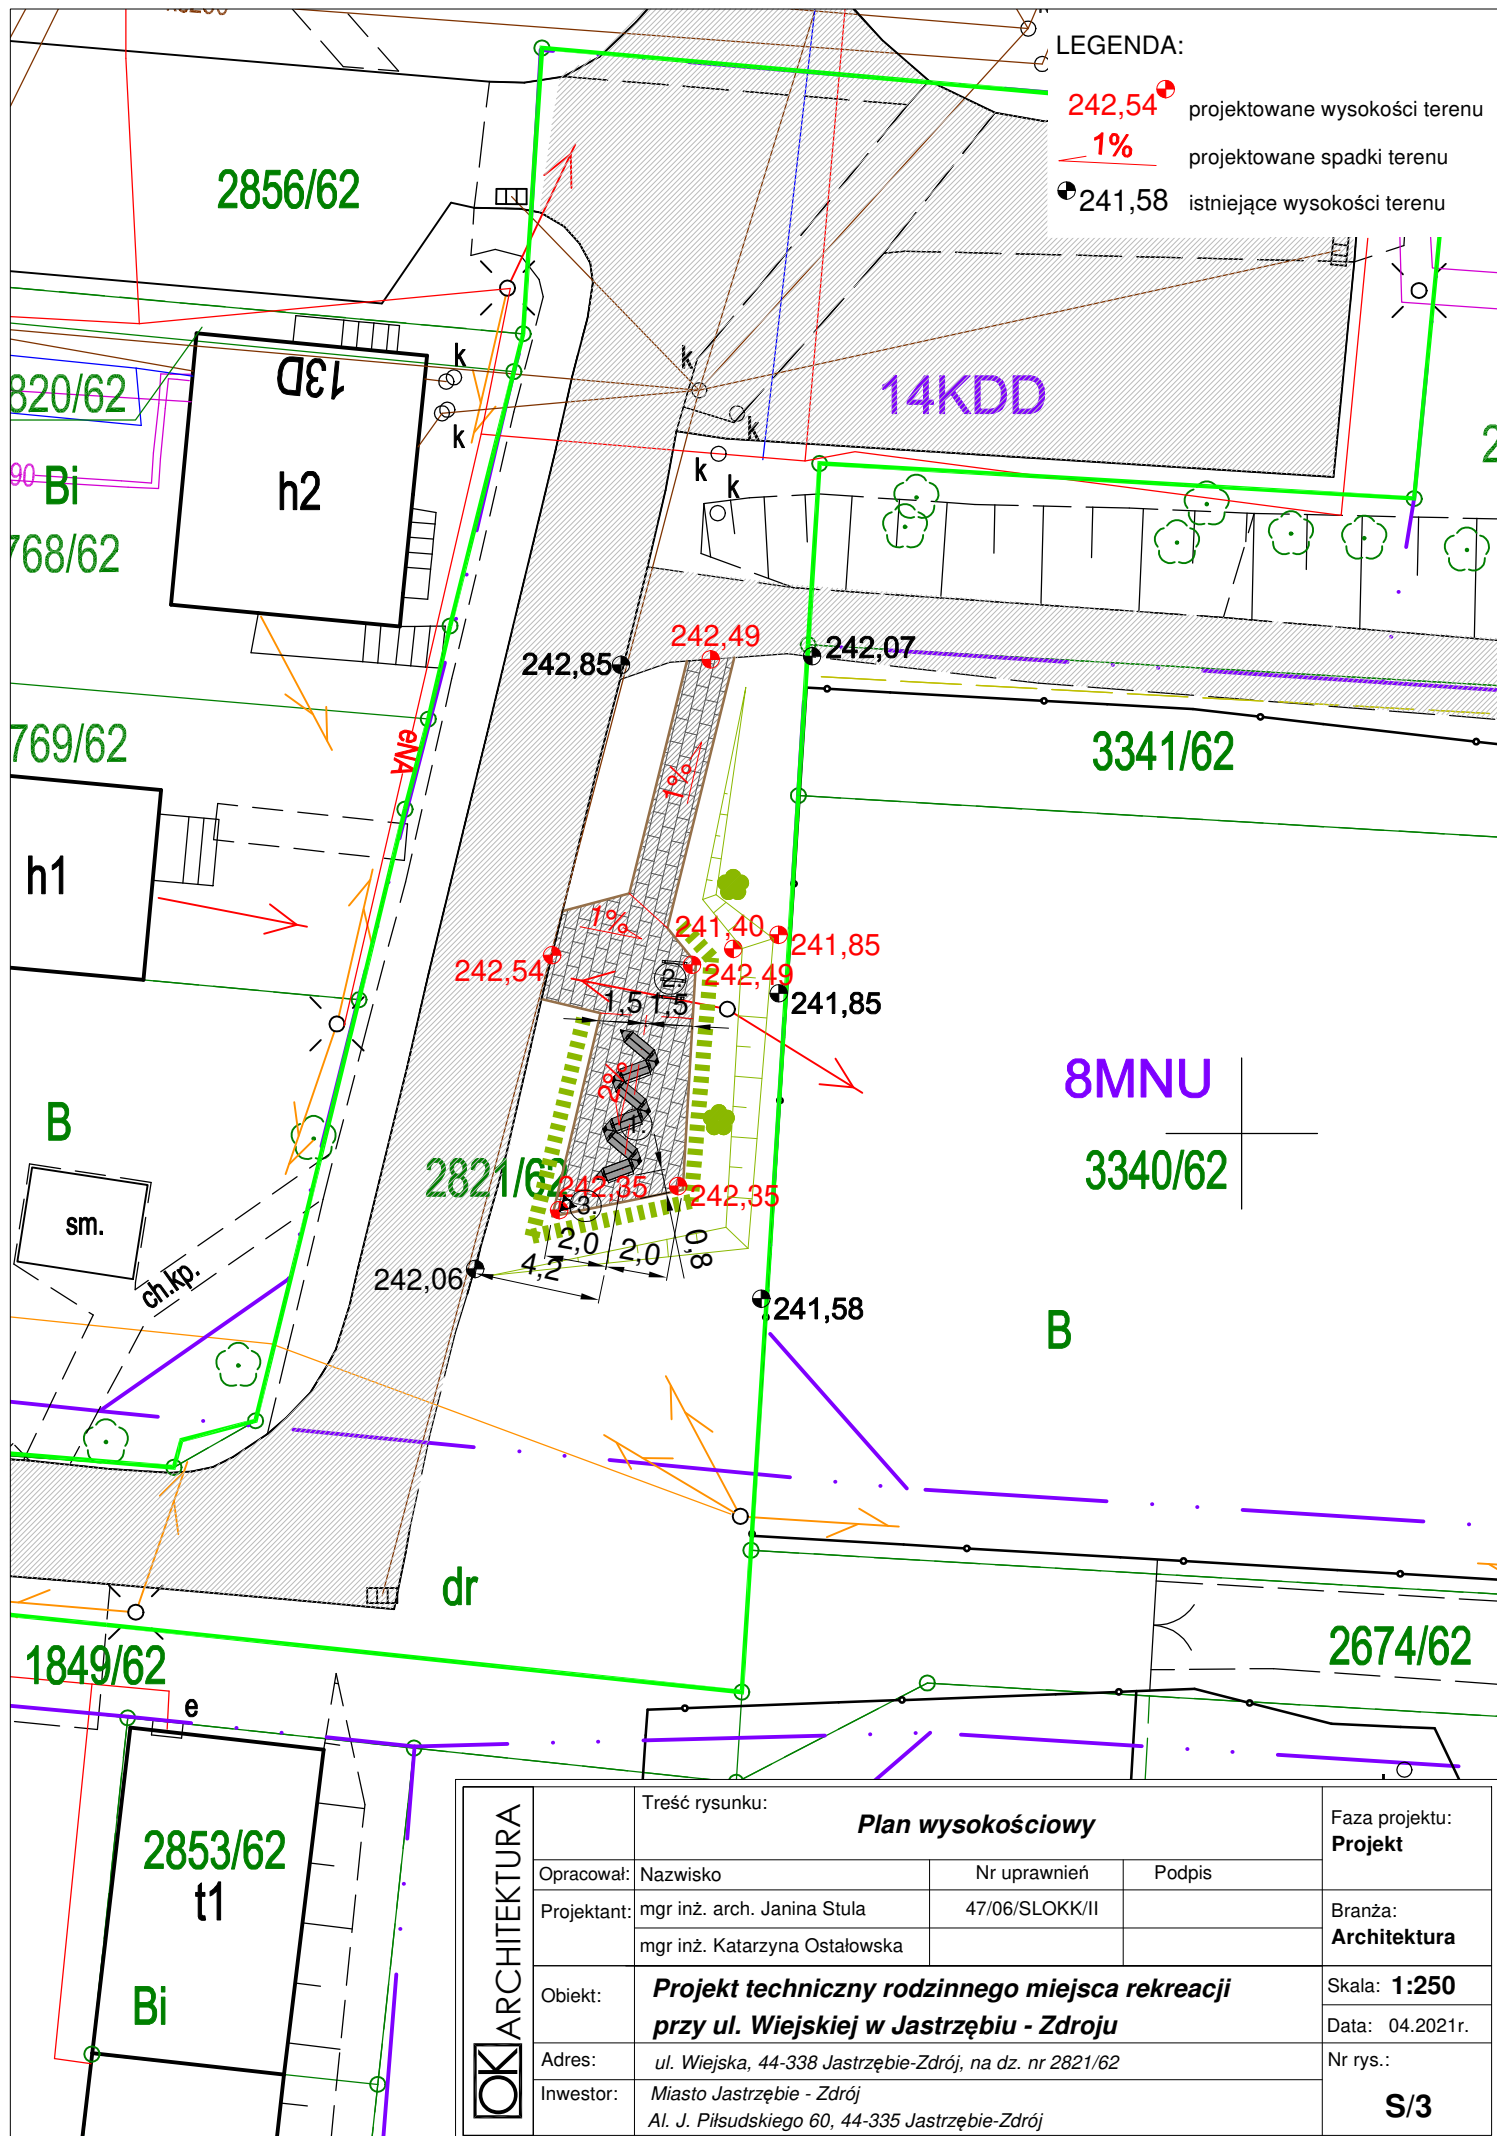 LEGENDA:
242,54 projektowane wysokości terenu
1% projektowane spadki terenu
241,58 istniejące wysokości terenu
2856/62
13D
k
k
k
k
k
k
14KDD
820/62
h2
90
Bi
768/62
2
242,49
242,85
242,07
769/62
eNA
1%
3341/62
h1
1%
241,40
241,85
242,54
2.
242,49
241,85
1,5 1,5
8MNU
2%
B
1.
3340/62
2821/62
242,35
242,35
3.
sm.
2,0
2,0
0,8
4,2
242,06
ch.kp.
241,58
B
dr
1849/62
2674/62
e
2853/62
t1
Bi
OK ARCHITEKTURA
Treść rysunku:
Plan wysokościowy
Faza projektu:
Projekt
Opracował: Nazwisko Nr uprawnień Podpis
Projektant: mgr inż. arch. Janina Stula 47/06/SLOKK/II
mgr inż. Katarzyna Ostałowska
Branża:
Architektura
Obiekt: Projekt techniczny rodzinnego miejsca rekreacji
przy ul. Wiejskiej w Jastrzębiu - Zdroju
Skala: 1:250
Data: 04.2021r.
Adres: ul. Wiejska, 44-338 Jastrzębie-Zdrój, na dz. nr 2821/62
Nr rys.:
S/3
Inwestor: Miasto Jastrzębie - Zdrój
Al. J. Piłsudskiego 60, 44-335 Jastrzębie-Zdrój